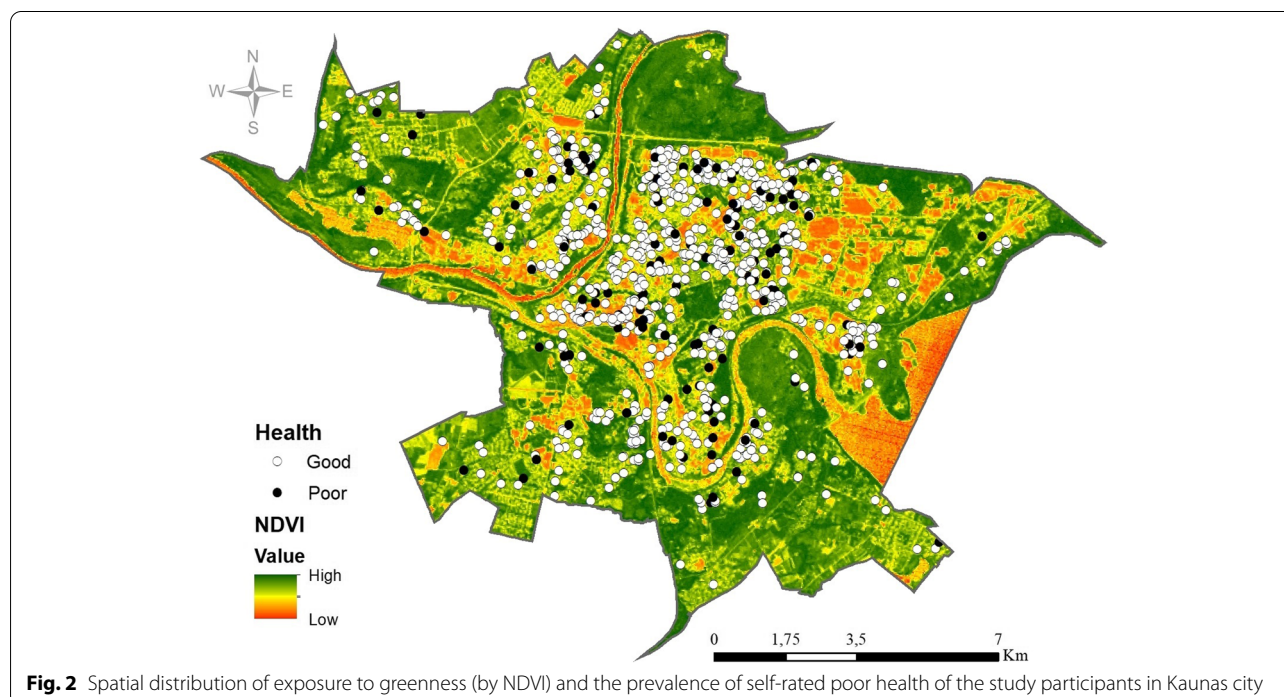 N
W E
S
Health
Good
Poor
NDVI
Value
High
Low
0 1,75 3,5 7
Km
Fig. 2 Spatial distribution of exposure to greenness (by NDVI) and the prevalence of self-rated poor health of the study participants in Kaunas city